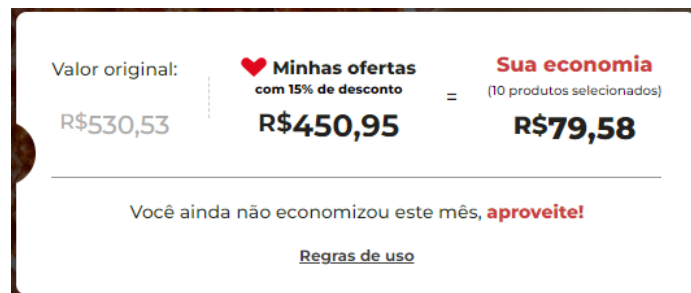 Valor original:
R$530,53
Minhas ofertas
com 15% de desconto
R$450,95
=
Sua economia
(10 produtos selecionados)
R$79,58
Você ainda não economizou este mês, aproveite!
Regras de uso